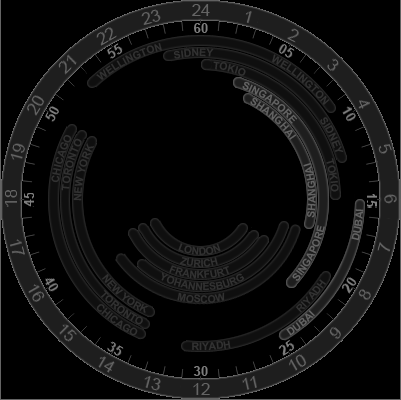 24
1
2
3
4
5
6
7
8
9
10
11
12
13
14
15
16
17
18
19
20
21
22
23
60
05
10
15
20
25
30
35
40
45
50
55
WELLINGTON
WELLINGTON
SIDNEY
SIDNEY
TOKIO
TOKIO
SINGAPORE
SINGAPORE
SHANGHAI
SHANGHAI
DUBAI
DUBAI
RIYADH
RIYADH
MOSCOW
YOHANNESBURG
FRANKFURT
ZURICH
LONDON
NEW YORK
NEW YORK
TORONTO
TORONTO
CHICAGO
CHICAGO